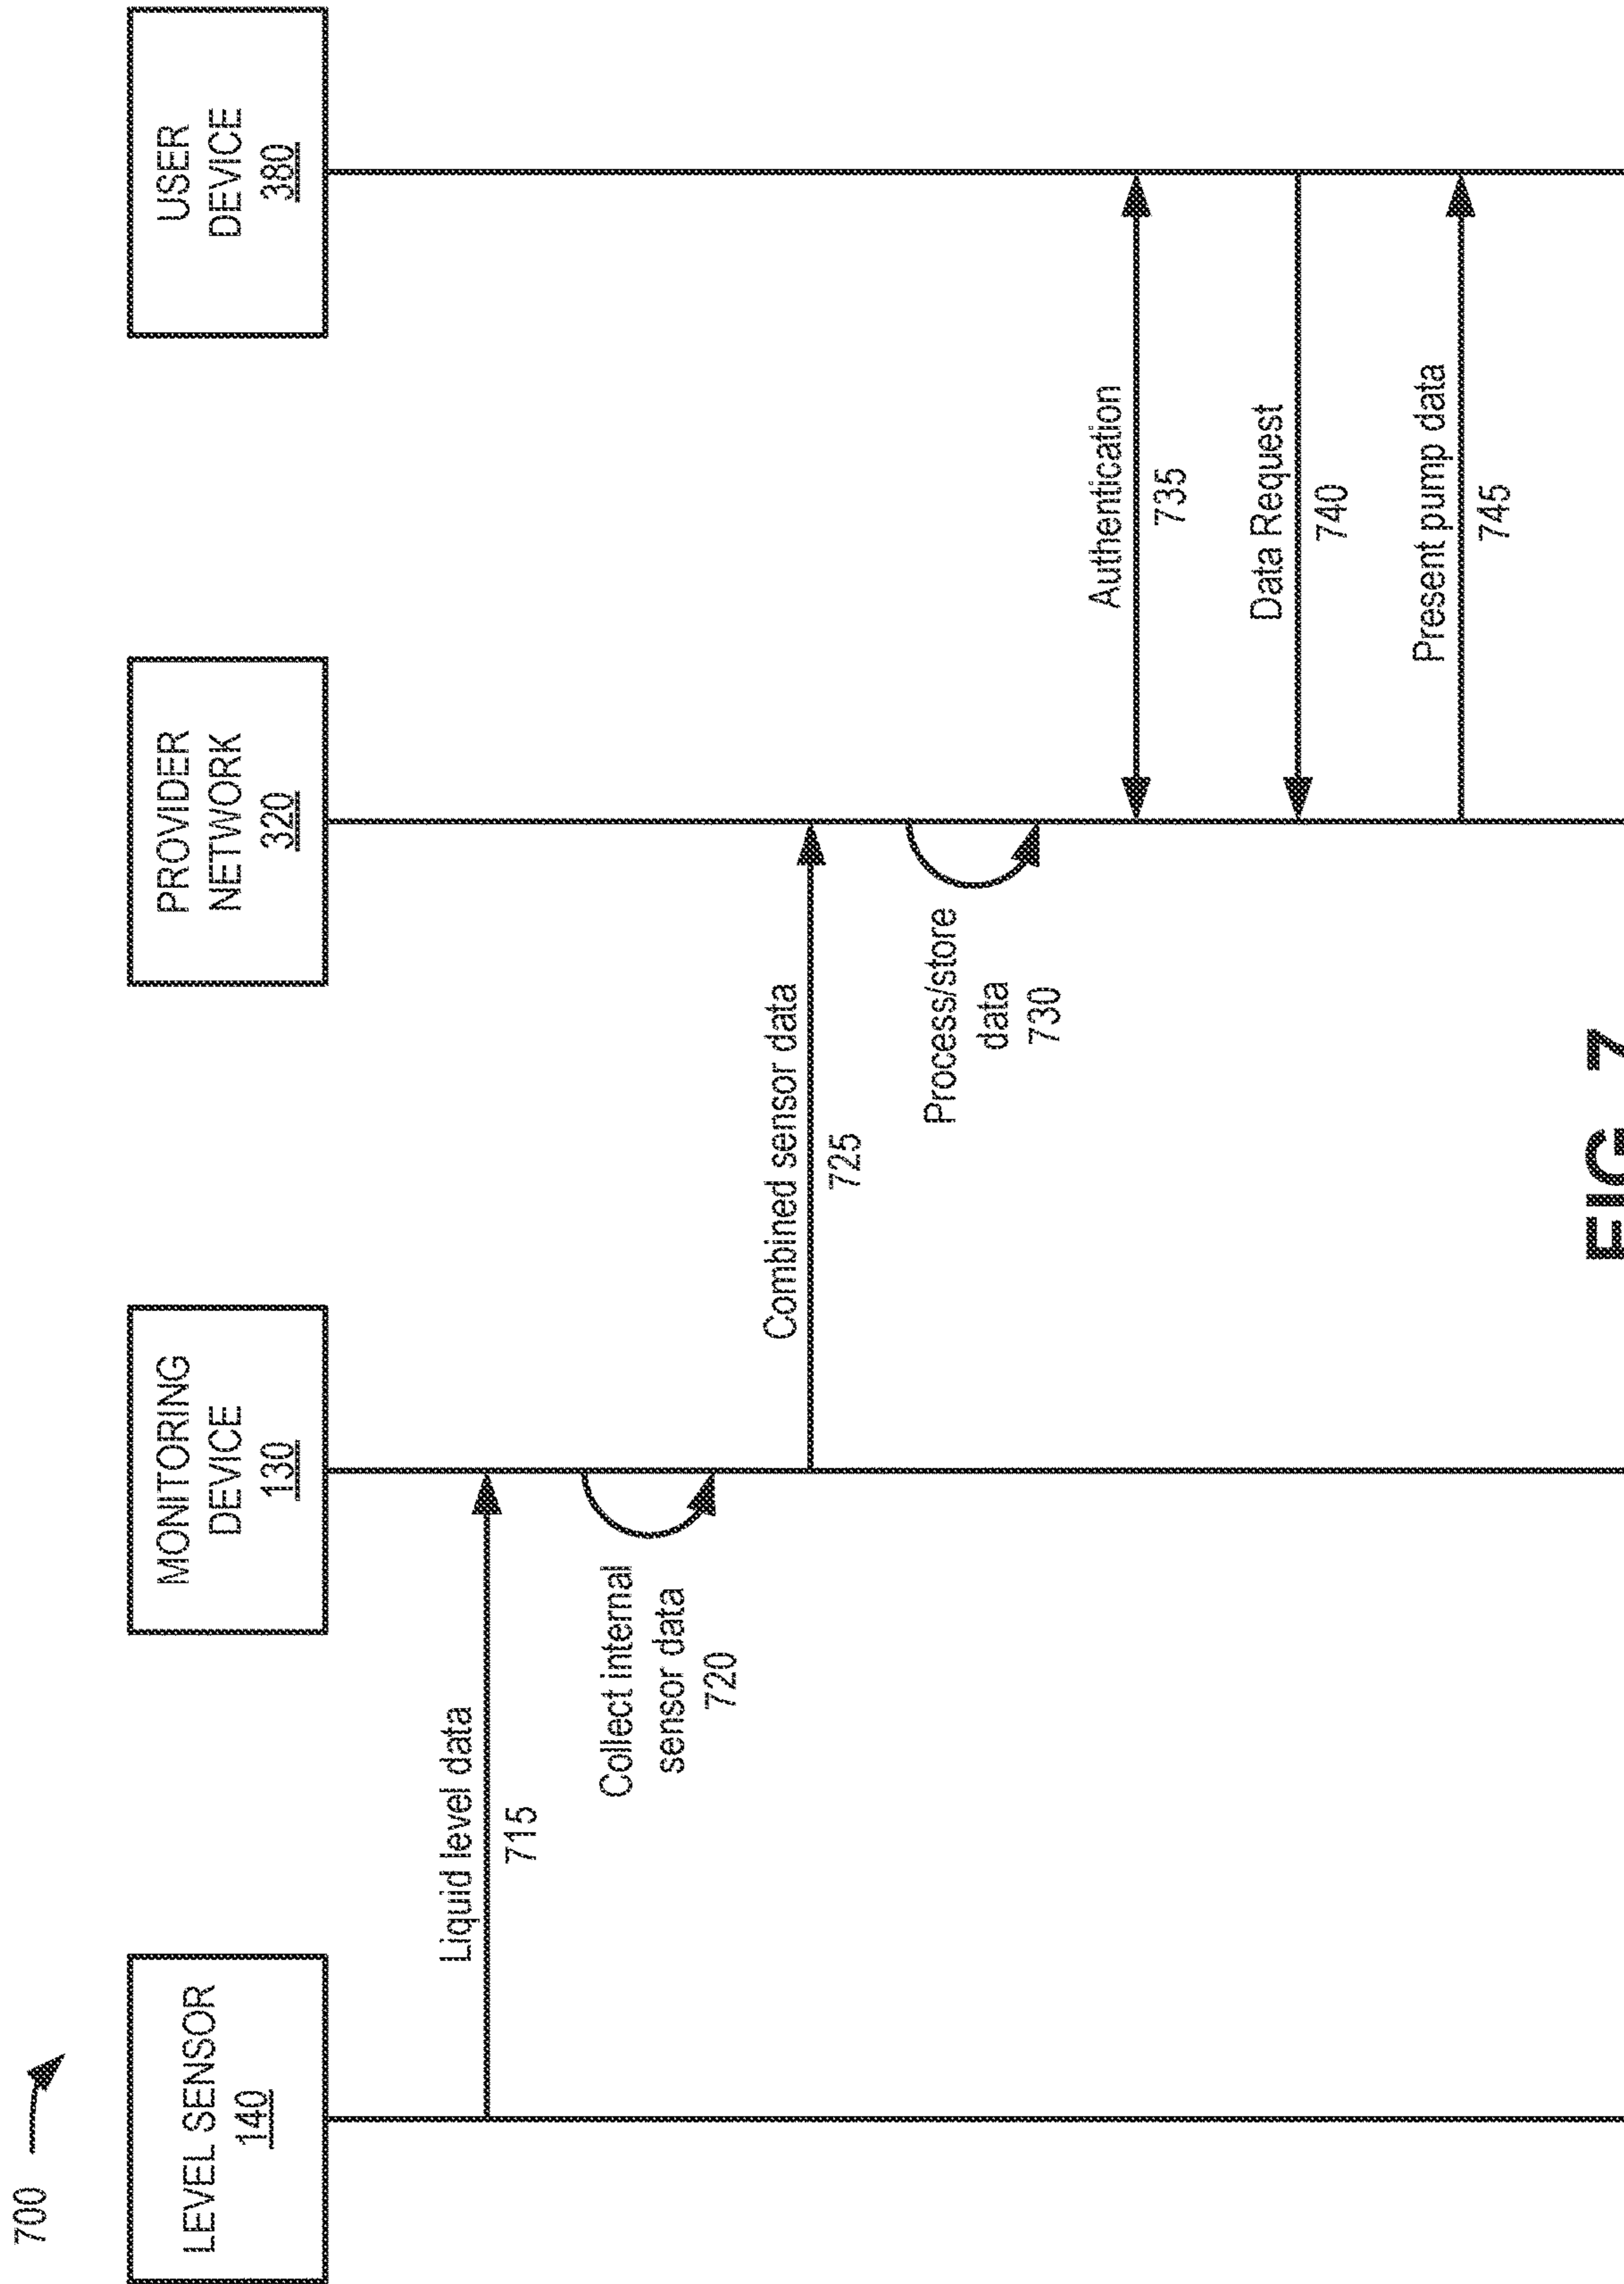 700
LEVEL SENSOR
140
MONITORING
DEVICE
130
PROVIDER
NETWORK
320
USER
DEVICE
380
Liquid level data
715
Collect internal
sensor data
720
Combined sensor data
725
Process/store
data
730
Authentication
735
Data Request
740
Present pump data
745
FIG. 7